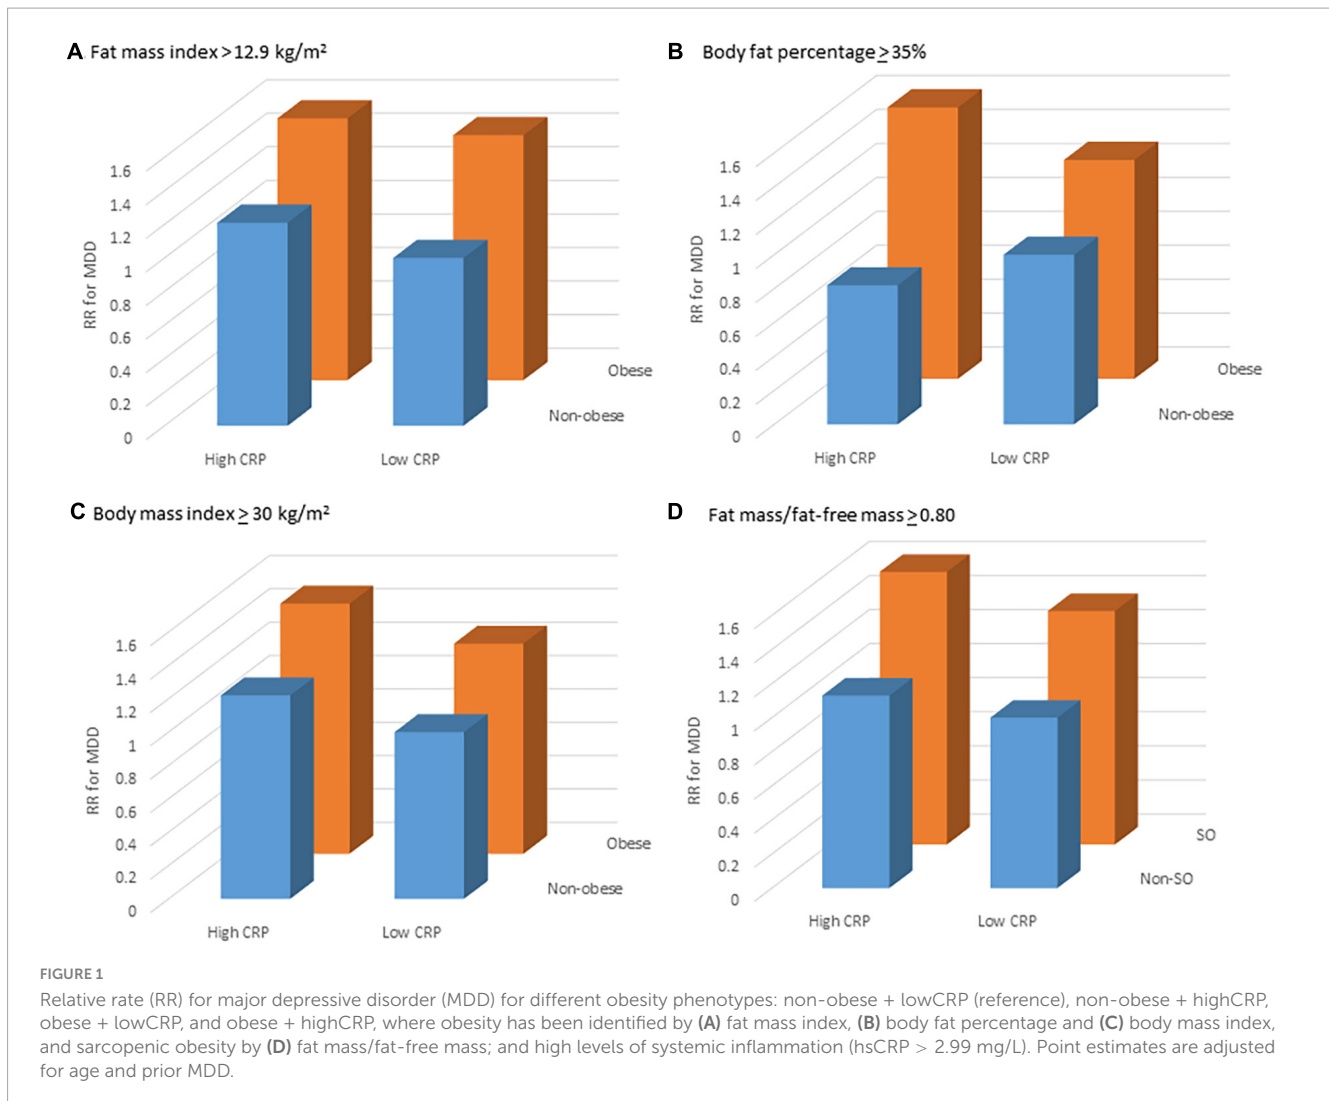 A Fat mass index >12.9 kg/m²
1.6
1.4
1.2
1
0.8
0.6
0.4
0.2
0
RR for MDD
High CRP
Low CRP
Obese
Non-obese
B Body fat percentage ≥ 35%
1.6
1.4
1.2
1
0.8
0.6
0.4
0.2
0
RR for MDD
High CRP
Low CRP
Obese
Non-obese
C Body mass index ≥ 30 kg/m²
1.6
1.4
1.2
1
0.8
0.6
0.4
0.2
0
RR for MDD
High CRP
Low CRP
Obese
Non-obese
D Fat mass/fat-free mass ≥0.80
1.6
1.4
1.2
1
0.8
0.6
0.4
0.2
0
RR for MDD
High CRP
Low CRP
SO
Non-SO
FIGURE 1
Relative rate (RR) for major depressive disorder (MDD) for different obesity phenotypes: non-obese + lowCRP (reference), non-obese + highCRP,
obese + lowCRP, and obese + highCRP, where obesity has been identified by (A) fat mass index, (B) body fat percentage and (C) body mass index,
and sarcopenic obesity by (D) fat mass/fat-free mass; and high levels of systemic inflammation (hsCRP > 2.99 mg/L). Point estimates are adjusted
for age and prior MDD.